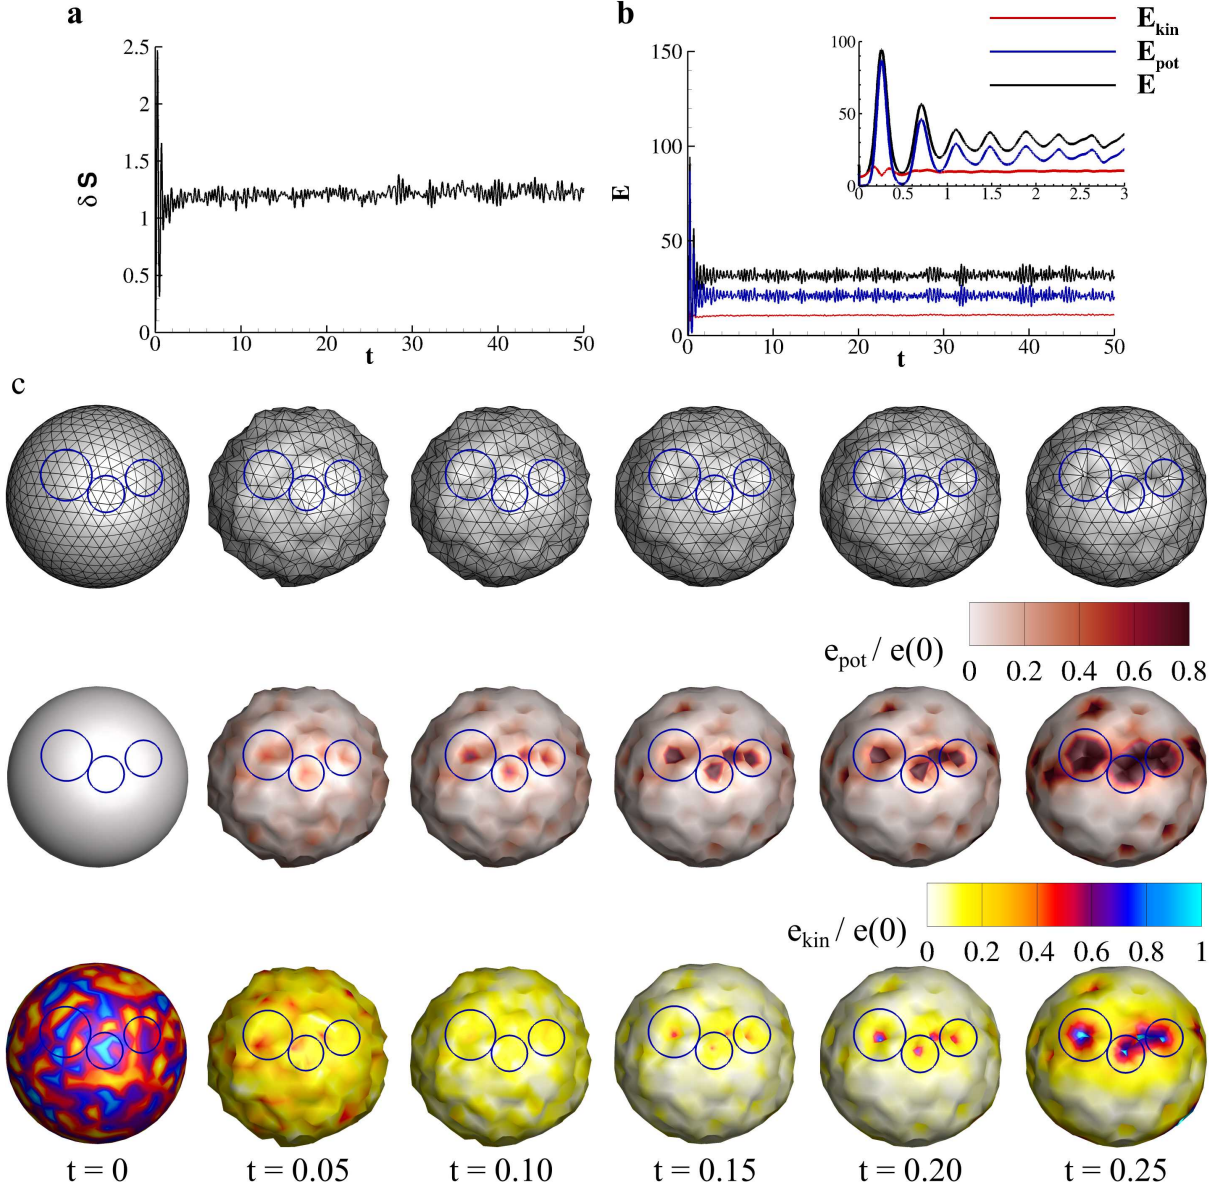 a
2.5
2
1.5
1
0.5
0
δ S
0 10 20 30 40 50
t
b
E_kin
E_pot
E
150
100
50
0
E
0 10 20 30 40 50
t
100
50
0
0 0.5 1 1.5 2 2.5 3
c
e_pot / e(0)
0 0.2 0.4 0.6 0.8
e_kin / e(0)
0 0.2 0.4 0.6 0.8 1
t = 0 t = 0.05 t = 0.10 t = 0.15 t = 0.20 t = 0.25